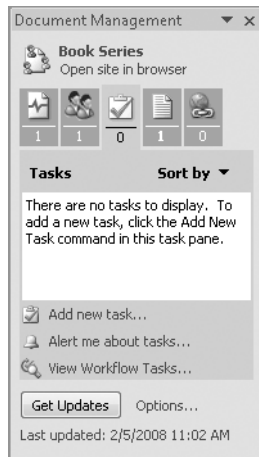 Document Management
Book Series
Open site in browser
1 1 0 1 0
Tasks Sort by
There are no tasks to display. To
add a new task, click the Add New
Task command in this task pane.
Add new task...
Alert me about tasks...
View Workflow Tasks...
Get Updates Options...
Last updated: 2/5/2008 11:02 AM